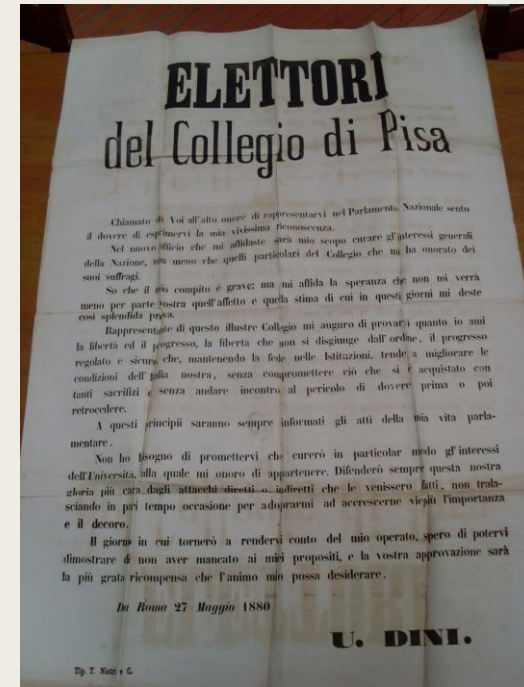 ELETTORI
del Collegio di Pisa
Chiamato da Voi all'alto onore di rappresentarvi nel Parlamento Nazionale sento
il dovere di esprimervi la mia vivissima riconoscenza.
Nel nuovo ufficio che mi affidaste sarà mio scopo curare gl'interessi generali
della Nazione, non meno che quelli particolari del Collegio che mi ha onorato dei
suoi suffragi.
So che il mio compito è grave; ma mi affida la speranza che non mi verrà
meno per parte vostra quell'affetto e quella stima di cui in questi giorni mi deste
così splendida prova.
Rappresentante di questo illustre Collegio mi auguro di provarvi quanto io ami
la libertà ed il progresso, la libertà che non si disgiunge dall'ordine, il progresso
regolato e sicuro che, mantenendo la fede nelle Istituzioni, tende a migliorare le
condizioni dell'Italia nostra, senza compromettere ciò che si è acquistato con
tanti sacrifizi e senza andare incontro al pericolo di dovere prima o poi
retrocedere.
A questi principii saranno sempre informati gli atti della mia vita parla-
mentare.
Non ho bisogno di promettervi che curerò in particolar modo gl'interessi
dell'Università, alla quale mi onoro di appartenere. Difenderò sempre questa nostra
gloria più cara dagli attacchi diretti o indiretti che le venissero fatti, non trala-
sciando in pari tempo occasione per adoprarmi ad accrescerne viepiù l'importanza
e il decoro.
Il giorno in cui tornerò a rendervi conto del mio operato, spero di potervi
dimostrare di non aver mancato ai miei propositi, e la vostra approvazione sarà
la più grata ricompensa che l'animo mio possa desiderare.
Da Roma 27 Maggio 1880
U. DINI.
Tip. T. Nistri e C.